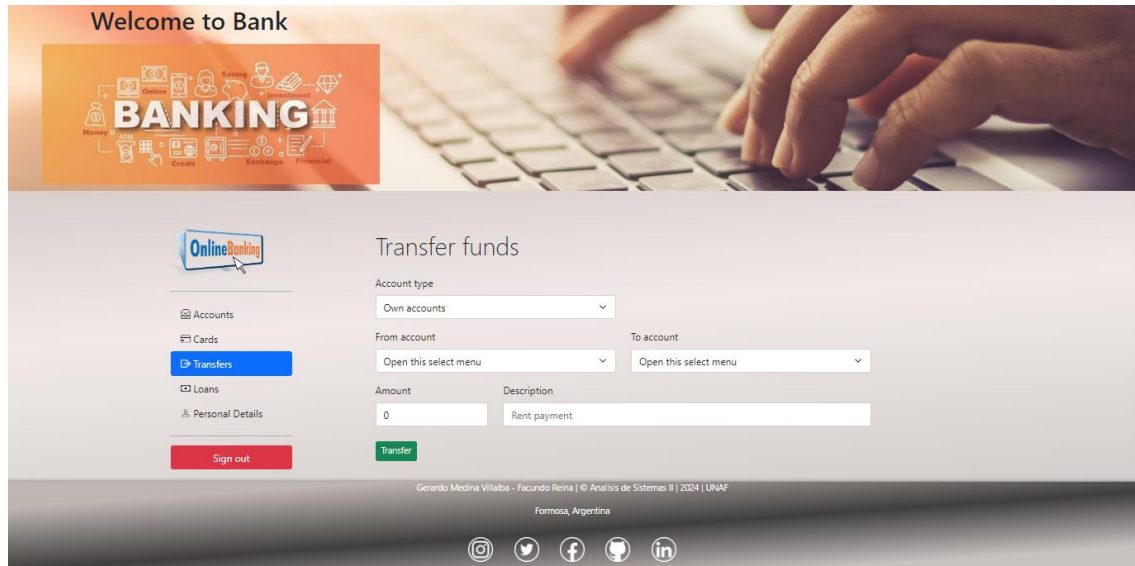 Welcome to Bank
Online
Saving
Investment
BANKING
Money
ATM
Credit
Exchange
Financial
OnlineBanking
Transfer funds
Account type
Own accounts
Accounts
Cards
Transfers
Loans
Personal Details
Sign out
From account
To account
Open this select menu
Open this select menu
Amount
Description
0
Rent payment
Transfer
Gerardo Medina Villalba - Facundo Reina | © Analisis de Sistemas II | 2024 | UNAF
Formosa, Argentina